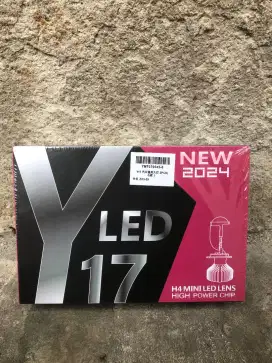 NEW
2024
Y
LED
17
H4 MINI LED LENS
HIGH POWER CHIP